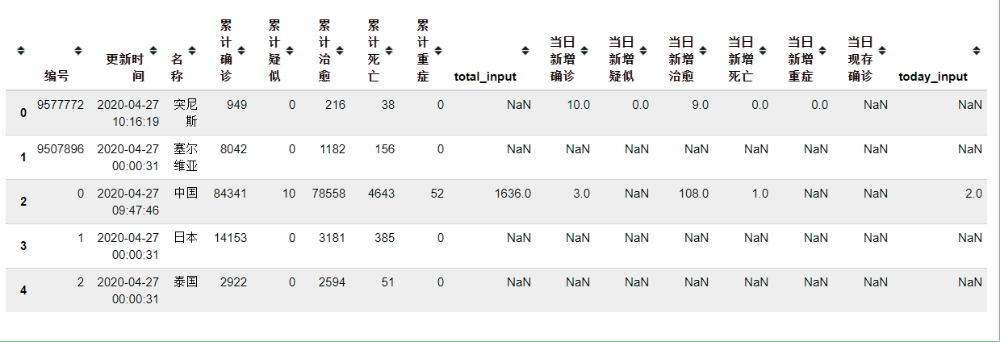 编号 更新时间 名称 累计确诊 累计疑似 累计治愈 累计死亡 累计重症 total_input 当日新增确诊 当日新增疑似 当日新增治愈 当日新增死亡 当日新增重症 当日现存确诊 today_input
0 9577772 2020-04-27 10:16:19 突尼斯 949 0 216 38 0 NaN 10.0 0.0 9.0 0.0 0.0 NaN NaN
1 9507896 2020-04-27 00:00:31 塞尔维亚 8042 0 1182 156 0 NaN NaN NaN NaN NaN NaN NaN NaN
2 0 2020-04-27 09:47:46 中国 84341 10 78558 4643 52 1636.0 3.0 NaN 108.0 1.0 NaN NaN 2.0
3 1 2020-04-27 00:00:31 日本 14153 0 3181 385 0 NaN NaN NaN NaN NaN NaN NaN NaN
4 2 2020-04-27 00:00:31 泰国 2922 0 2594 51 0 NaN NaN NaN NaN NaN NaN NaN NaN